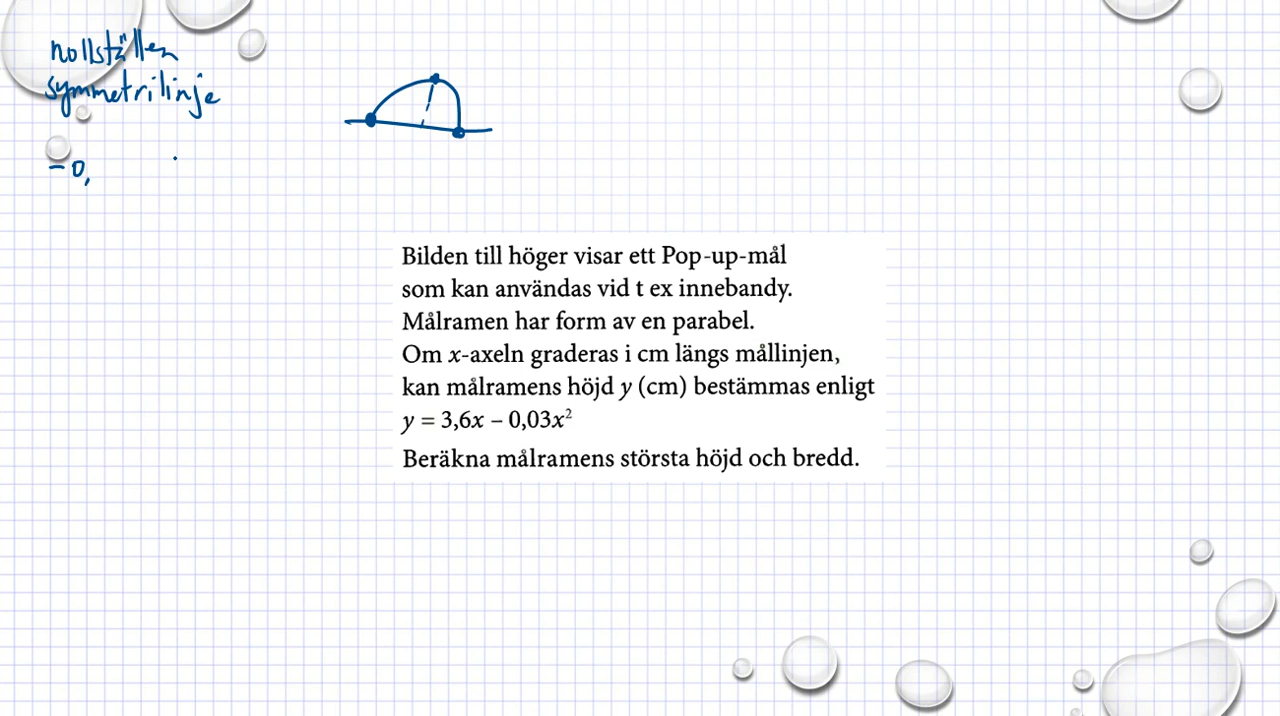 nollställen
symmetrilinje
-0,
Bilden till höger visar ett Pop-up-mål
som kan användas vid t ex innebandy.
Målramen har form av en parabel.
Om x-axeln graderas i cm längs mållinjen,
kan målramens höjd y (cm) bestämmas enligt
y = 3,6x – 0,03x²
Beräkna målramens största höjd och bredd.